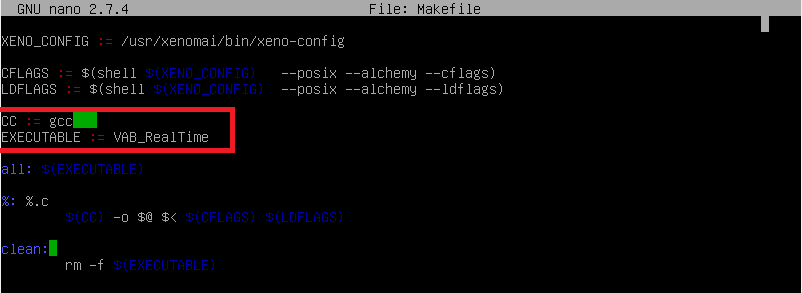 GNU nano 2.7.4 File: Makefile
XENO_CONFIG := /usr/xenomai/bin/xeno-config
CFLAGS := $(shell $(XENO_CONFIG) --posix --alchemy --cflags)
LDFLAGS := $(shell $(XENO_CONFIG) --posix --alchemy --ldflags)
CC := gcc
EXECUTABLE := VAB_RealTime
all: $(EXECUTABLE)
%: %.c
$(CC) -o $@ $< $(CFLAGS) $(LDFLAGS)
clean:
rm -f $(EXECUTABLE)